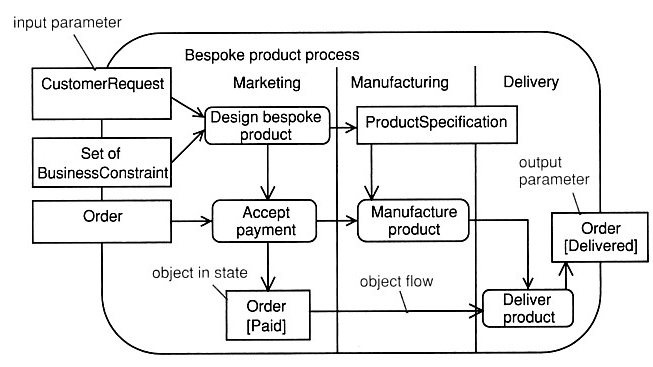 input parameter
Bespoke product process
CustomerRequest
Marketing
Manufacturing
Delivery
Design bespoke
product
ProductSpecification
Set of
BusinessConstraint
output
parameter
Order
Accept
payment
Manufacture
product
Order
[Delivered]
object in state
object flow
Order
[Paid]
Deliver
product